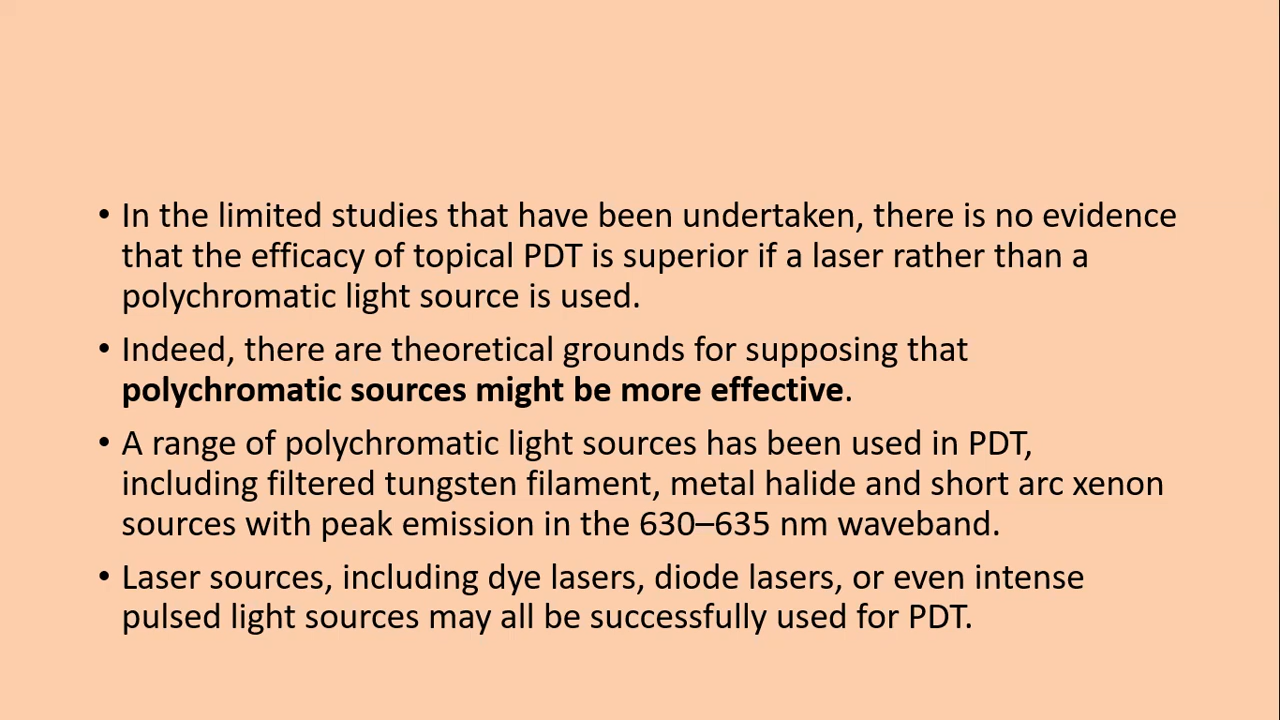 • In the limited studies that have been undertaken, there is no evidence
that the efficacy of topical PDT is superior if a laser rather than a
polychromatic light source is used.
• Indeed, there are theoretical grounds for supposing that
polychromatic sources might be more effective.
• A range of polychromatic light sources has been used in PDT,
including filtered tungsten filament, metal halide and short arc xenon
sources with peak emission in the 630–635 nm waveband.
• Laser sources, including dye lasers, diode lasers, or even intense
pulsed light sources may all be successfully used for PDT.